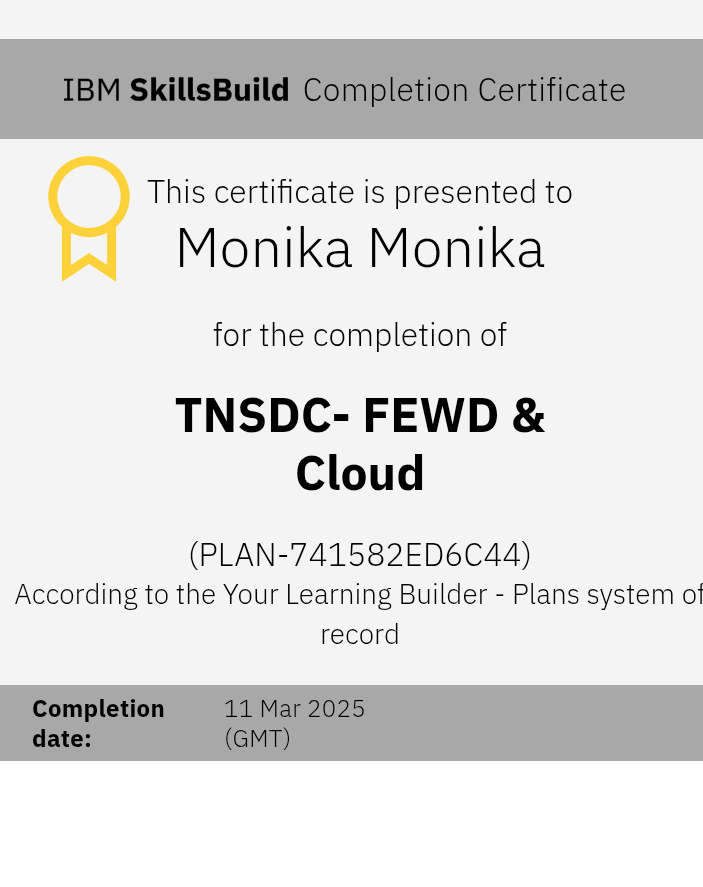 IBM SkillsBuild Completion Certificate
This certificate is presented to
Monika Monika
for the completion of
TNSDC- FEWD &
Cloud
(PLAN-741582ED6C44)
According to the Your Learning Builder - Plans system of
record
Completion date: 11 Mar 2025 (GMT)